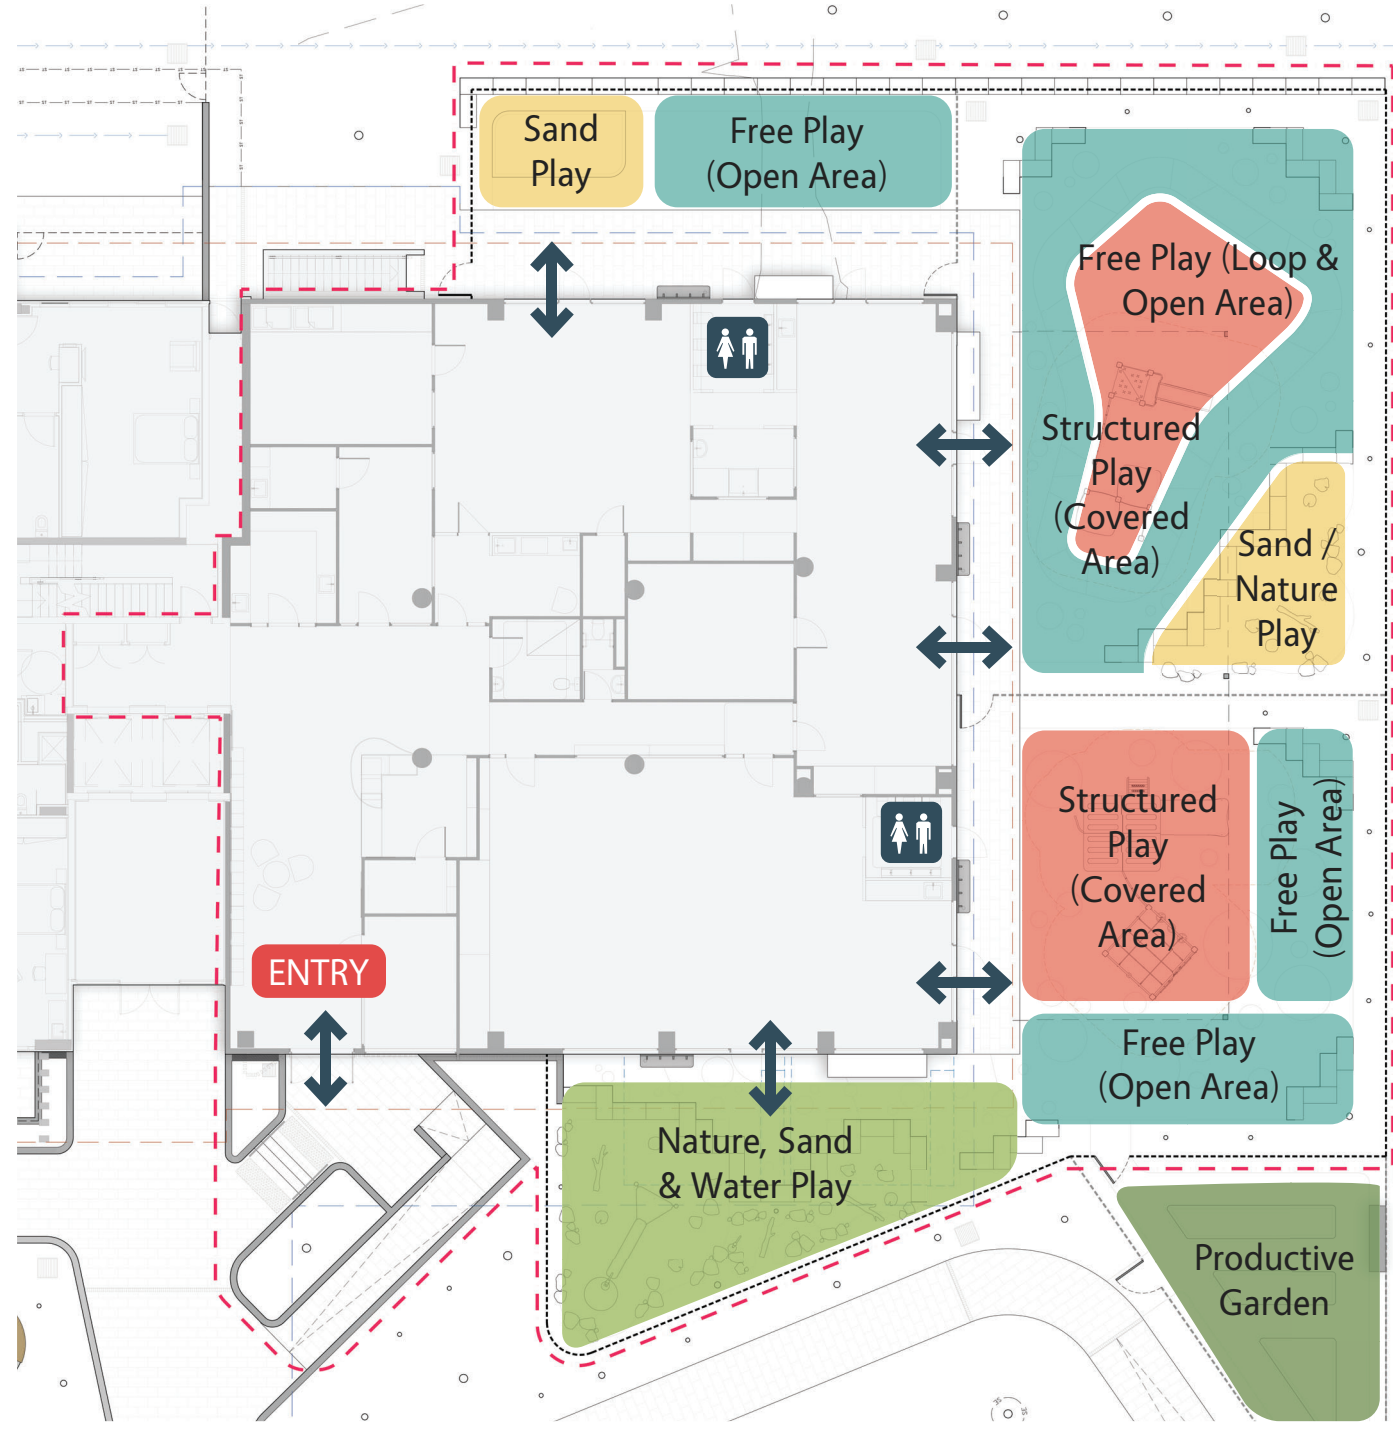 Sand
Play
Free Play
(Open Area)
Free Play (Loop &
Open Area)
Structured
Play
(Covered
Area)
Sand /
Nature
Play
Structured
Play
(Covered
Area)
Free Play
(Open Area)
ENTRY
Free Play
(Open Area)
Nature, Sand
& Water Play
Productive
Garden